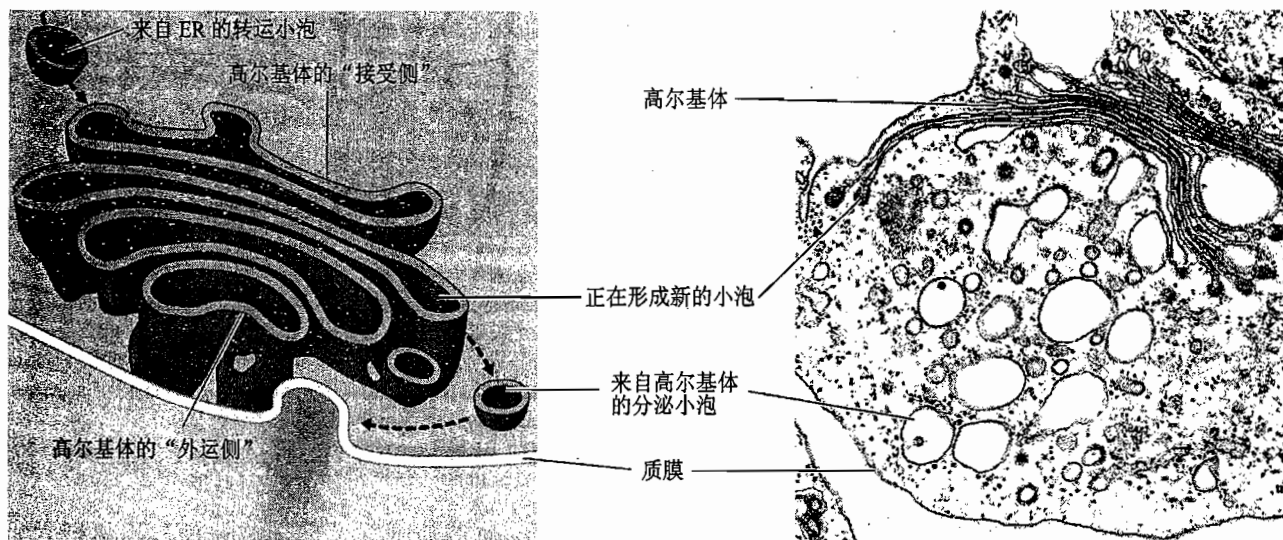 来自 ER 的转运小泡
高尔基体的“接受侧”
高尔基体
正在形成新的小泡
来自高尔基体
的分泌小泡
高尔基体的“外运侧”
质膜